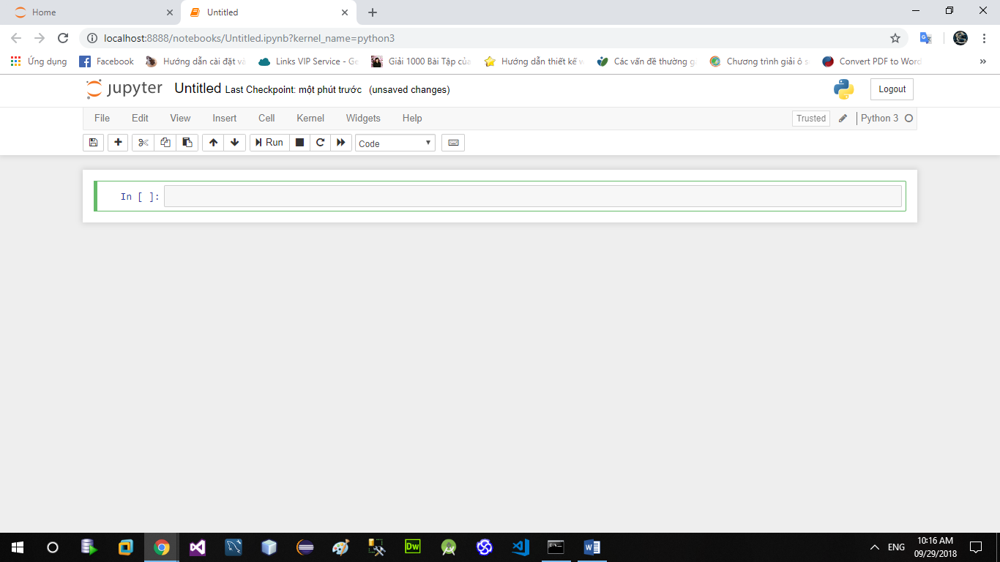 Home
Untitled
localhost:8888/notebooks/Untitled.ipynb?kernel_name=python3
Ứng dụng Facebook Hướng dẫn cài đặt và Links VIP Service - Ge Giải 1000 Bài Tập của Hướng dẫn thiết kế w Các vấn đề thường g Chương trình giải ô s Convert PDF to Word »
jupyter Untitled Last Checkpoint: một phút trước (unsaved changes)
Logout
File Edit View Insert Cell Kernel Widgets Help
Trusted Python 3
Run Code
In [ ]:
Dw
ENG
10:16 AM
09/29/2018